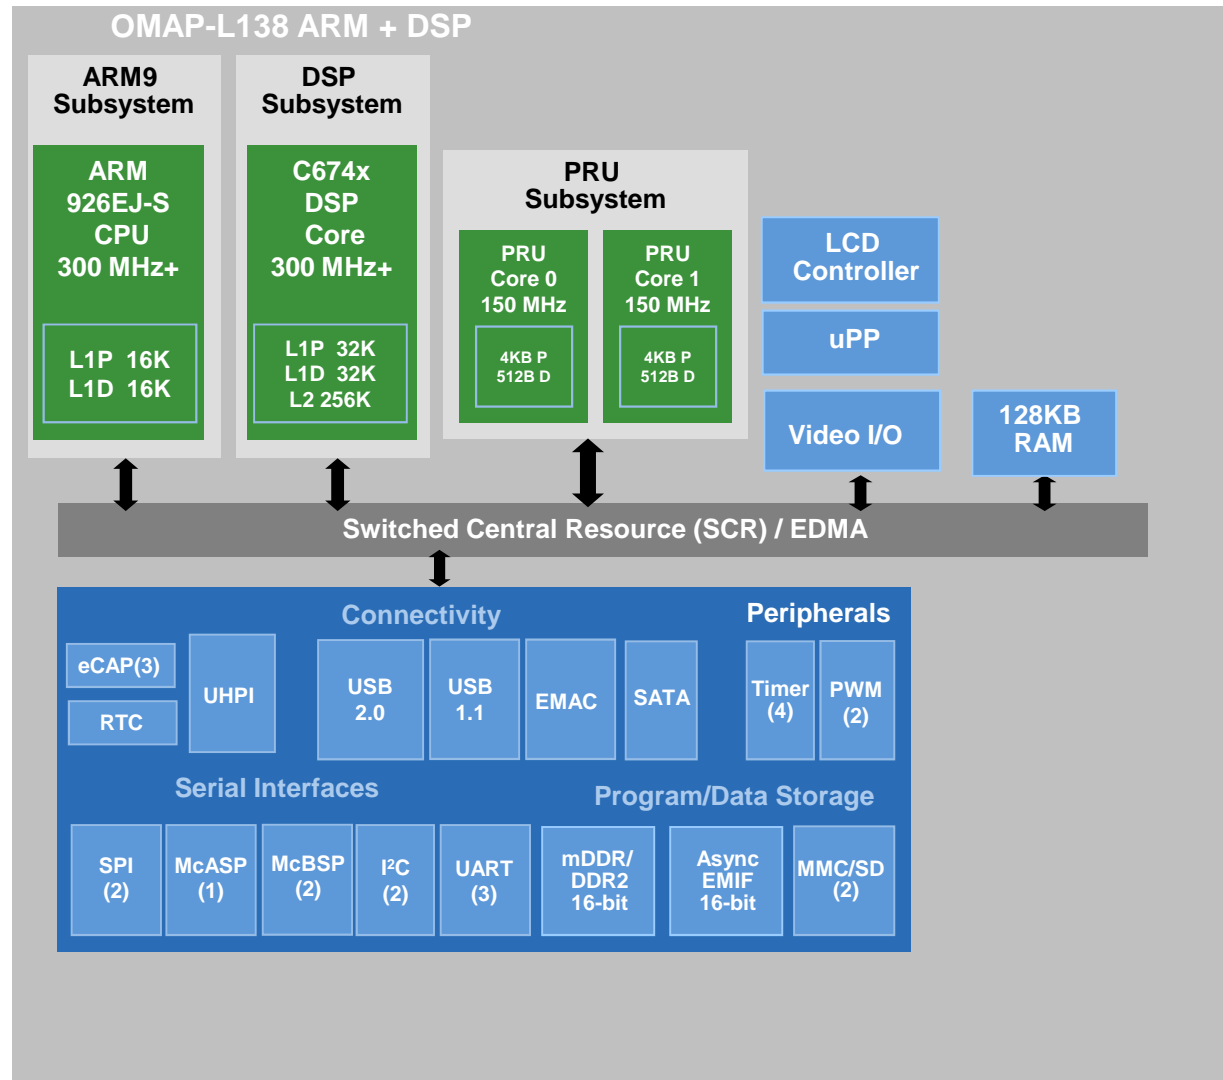 OMAP-L138 ARM + DSP
ARM9
Subsystem
ARM
926EJ-S
CPU
300 MHz+
L1P 16K
L1D 16K
DSP
Subsystem
C674x
DSP
Core
300 MHz+
L1P 32K
L1D 32K
L2 256K
PRU
Subsystem
PRU
Core 0
150 MHz
4KB P
512B D
PRU
Core 1
150 MHz
4KB P
512B D
LCD
Controller
uPP
Video I/O
128KB
RAM
Switched Central Resource (SCR) / EDMA
Connectivity
Peripherals
eCAP(3)
RTC
UHPI
USB
2.0
USB
1.1
EMAC
SATA
Timer
(4)
PWM
(2)
Serial Interfaces
Program/Data Storage
SPI
(2)
McASP
(1)
McBSP
(2)
I²C
(2)
UART
(3)
mDDR/
DDR2
16-bit
Async
EMIF
16-bit
MMC/SD
(2)